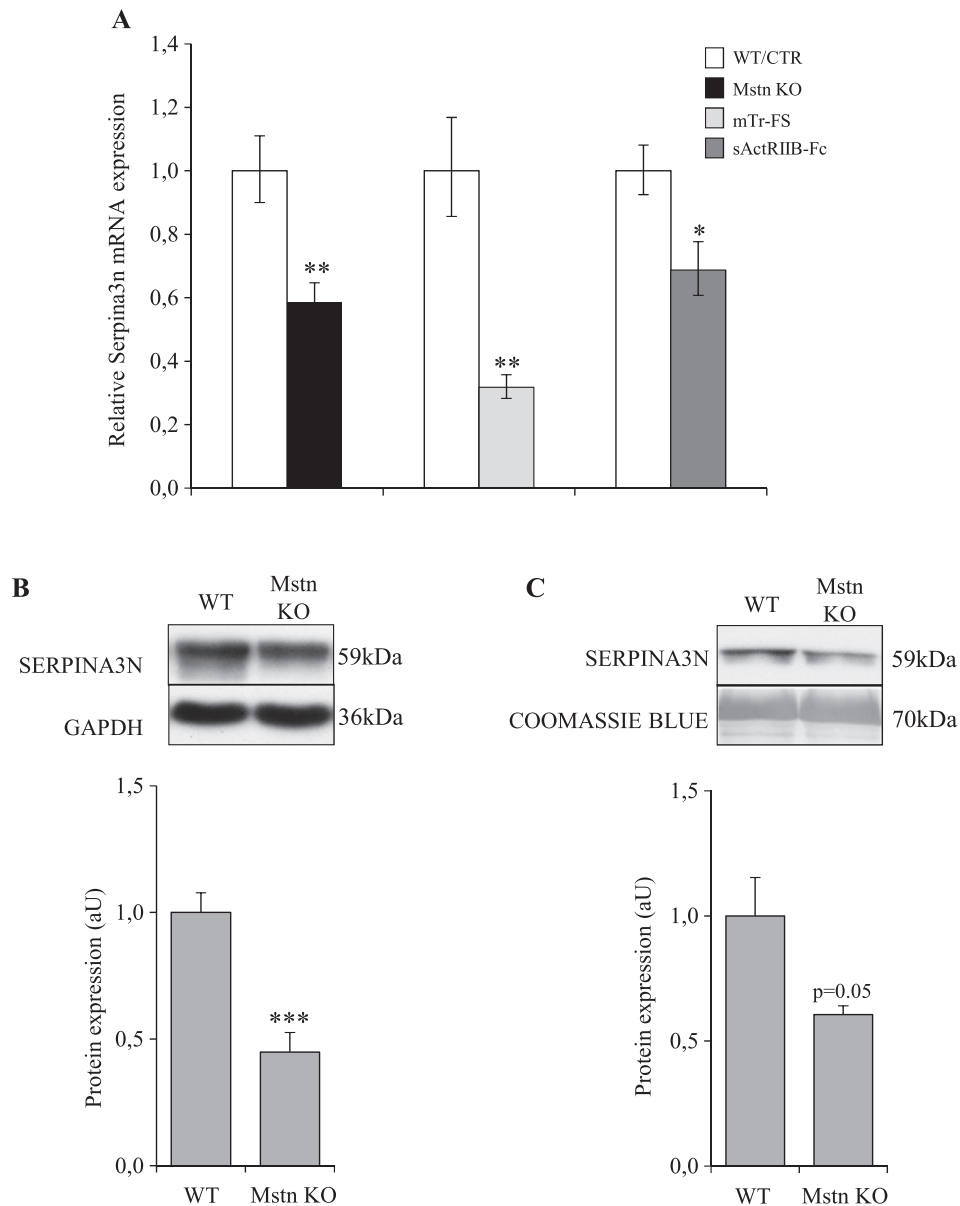 A
1,4
1,2
1,0
0,8
0,6
0,4
0,2
0,0
Relative Serpina3n mRNA expression
WT/CTR
Mstn KO
mTr-FS
sActRIIB-Fc
**
**
*
B
WT
Mstn
KO
SERPINA3N
59kDa
GAPDH
36kDa
1,5
1,0
0,5
0,0
Protein expression (aU)
***
WT
Mstn KO
C
WT
Mstn
KO
SERPINA3N
59kDa
COOMASSIE BLUE
70kDa
1,5
1,0
0,5
0,0
Protein expression (aU)
p=0.05
WT
Mstn KO